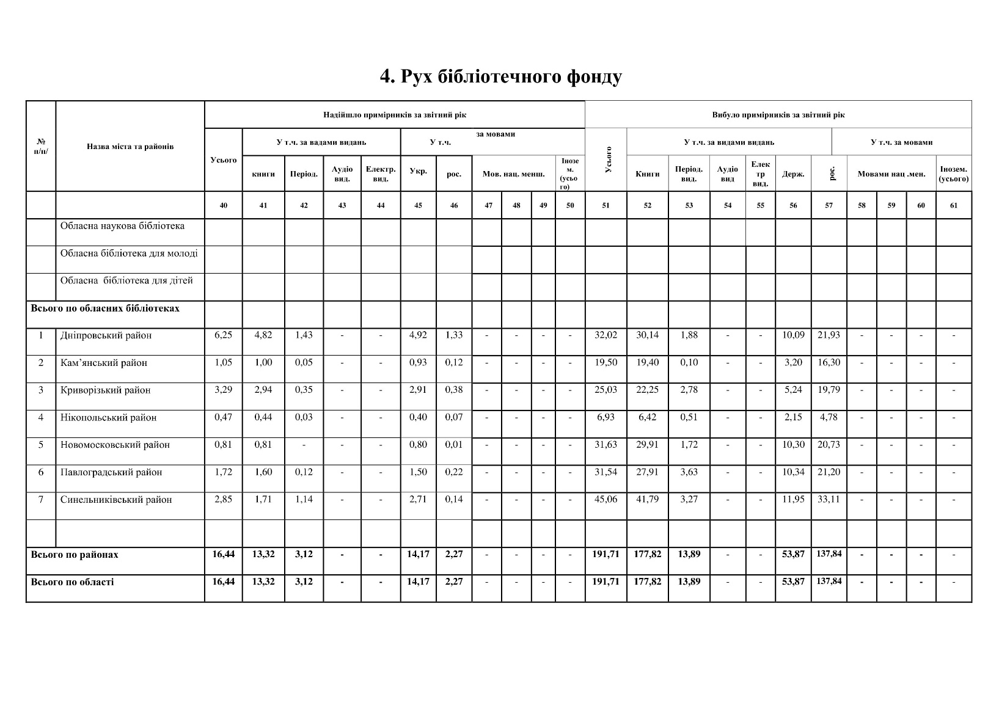 4. Рух бібліотечного фонду
№ п/п/ Назва міста та районів Надійшло примірників за звітний рік Вибуло примірників за звітний рік
Усього У т.ч. за вадами видань У т.ч. за мовами Усього У т.ч. за видами видань У т.ч. за мовами
книги Період. Аудіо вид. Електр. вид. Укр. рос. Мов. нац. менш. Інозе м. (усьо го) Книги Період. вид. Аудіо вид Елек тр вид. Держ. рос. Мовами нац .мен. Інозем. (усього)
40 41 42 43 44 45 46 47 48 49 50 51 52 53 54 55 56 57 58 59 60 61
Обласна наукова бібліотека
Обласна бібліотека для молоді
Обласна бібліотека для дітей
Всього по обласних бібліотеках
1 Дніпровський район 6,25 4,82 1,43 - - 4,92 1,33 - - - - 32,02 30,14 1,88 - - 10,09 21,93 - - - -
2 Кам’янський район 1,05 1,00 0,05 - - 0,93 0,12 - - - - 19,50 19,40 0,10 - - 3,20 16,30 - - - -
3 Криворізький район 3,29 2,94 0,35 - - 2,91 0,38 - - - - 25,03 22,25 2,78 - - 5,24 19,79 - - - -
4 Нікопольський район 0,47 0,44 0,03 - - 0,40 0,07 - - - - 6,93 6,42 0,51 - - 2,15 4,78 - - - -
5 Новомосковський район 0,81 0,81 - - - 0,80 0,01 - - - - 31,63 29,91 1,72 - - 10,30 20,73 - - - -
6 Павлоградський район 1,72 1,60 0,12 - - 1,50 0,22 - - - - 31,54 27,91 3,63 - - 10,34 21,20 - - - -
7 Синельниківський район 2,85 1,71 1,14 - - 2,71 0,14 - - - - 45,06 41,79 3,27 - - 11,95 33,11 - - - -
Всього по районах 16,44 13,32 3,12 - - 14,17 2,27 - - - - 191,71 177,82 13,89 - - 53,87 137,84 - - - -
Всього по області 16,44 13,32 3,12 - - 14,17 2,27 - - - - 191,71 177,82 13,89 - - 53,87 137,84 - - - -